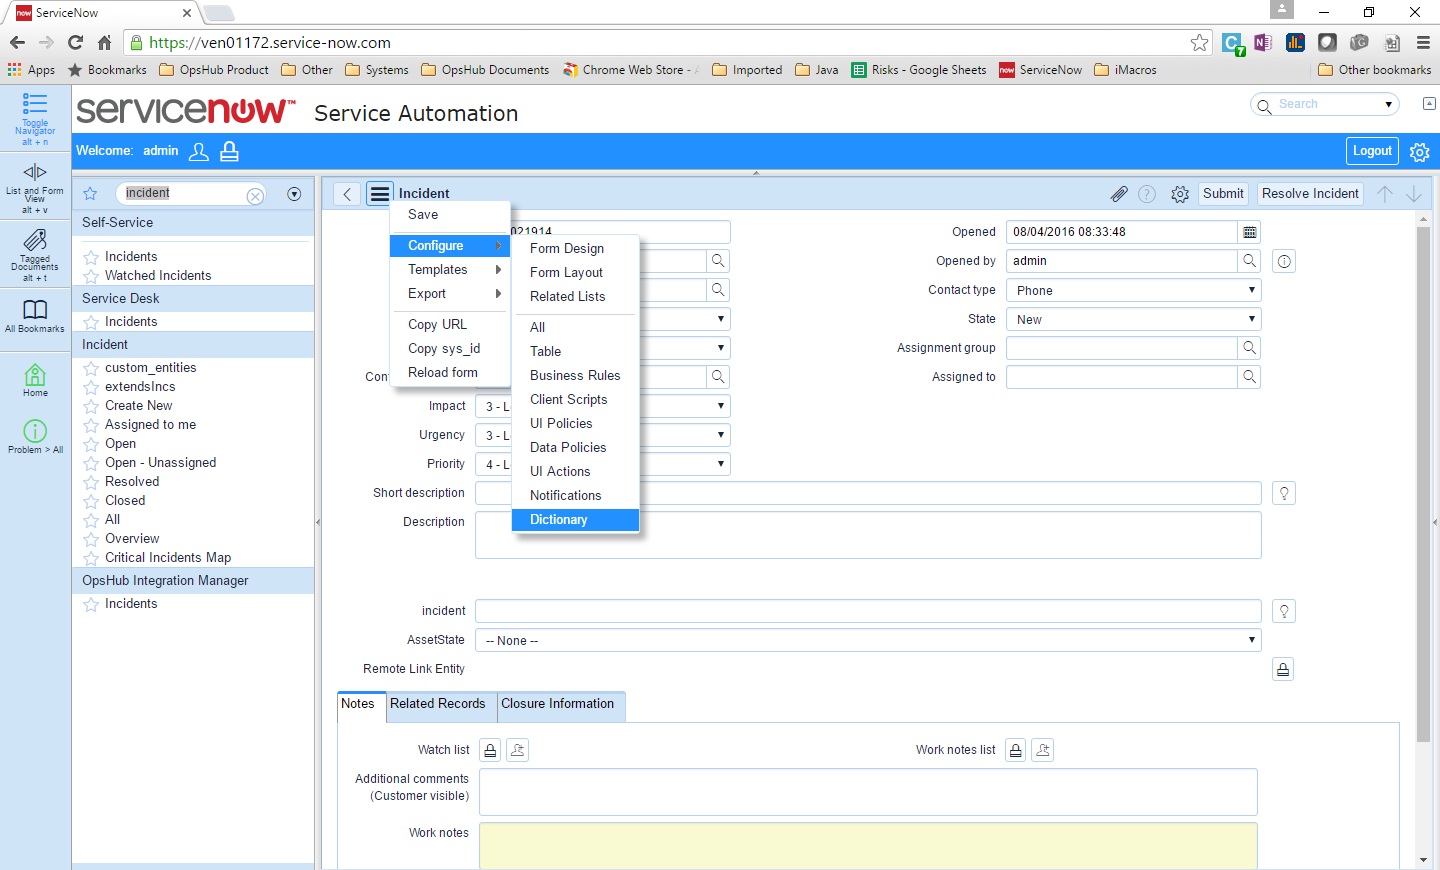 now ServiceNow
https://ven01172.service-now.com
Apps Bookmarks OpsHub Product Other Systems OpsHub Documents Chrome Web Store - Imported Java Risks - Google Sheets now ServiceNow iMacros Other bookmarks
Toggle
Navigator
alt + n
servicenow™ Service Automation
Search
Welcome: admin
Logout
List and Form
View
alt + v
Tagged
Documents
alt + t
All Bookmarks
Home
Problem > All
incident
Self-Service
Incidents
Watched Incidents
Service Desk
Incidents
Incident
custom_entities
extendsIncs
Create New
Assigned to me
Open
Open - Unassigned
Resolved
Closed
All
Overview
Critical Incidents Map
OpsHub Integration Manager
Incidents
Incident
Submit
Resolve Incident
Save
Configure
Templates
Export
Copy URL
Copy sys_id
Reload form
Form Design
Form Layout
Related Lists
All
Table
Business Rules
Client Scripts
UI Policies
Data Policies
UI Actions
Notifications
Dictionary
021914
Opened 08/04/2016 08:33:48
Opened by admin
Contact type Phone
State New
Assignment group
Assigned to
Impact 3 - L
Urgency 3 - L
Priority 4 - L
Short description
Description
incident
AssetState -- None --
Remote Link Entity
Notes Related Records Closure Information
Watch list
Work notes list
Additional comments
(Customer visible)
Work notes